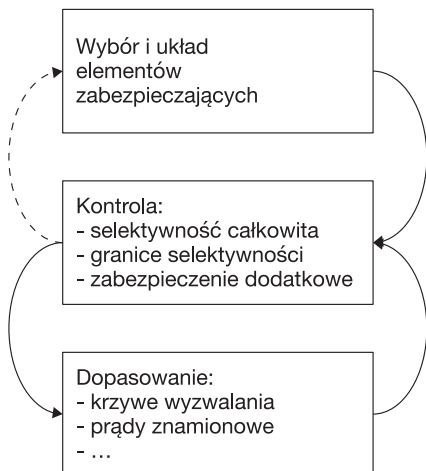 Wybór i układ
elementów
zabezpieczających
Kontrola:
- selektywność całkowita
- granice selektywności
- zabezpieczenie dodatkowe
Dopasowanie:
- krzywe wyzwalania
- prądy znamionowe
- ...